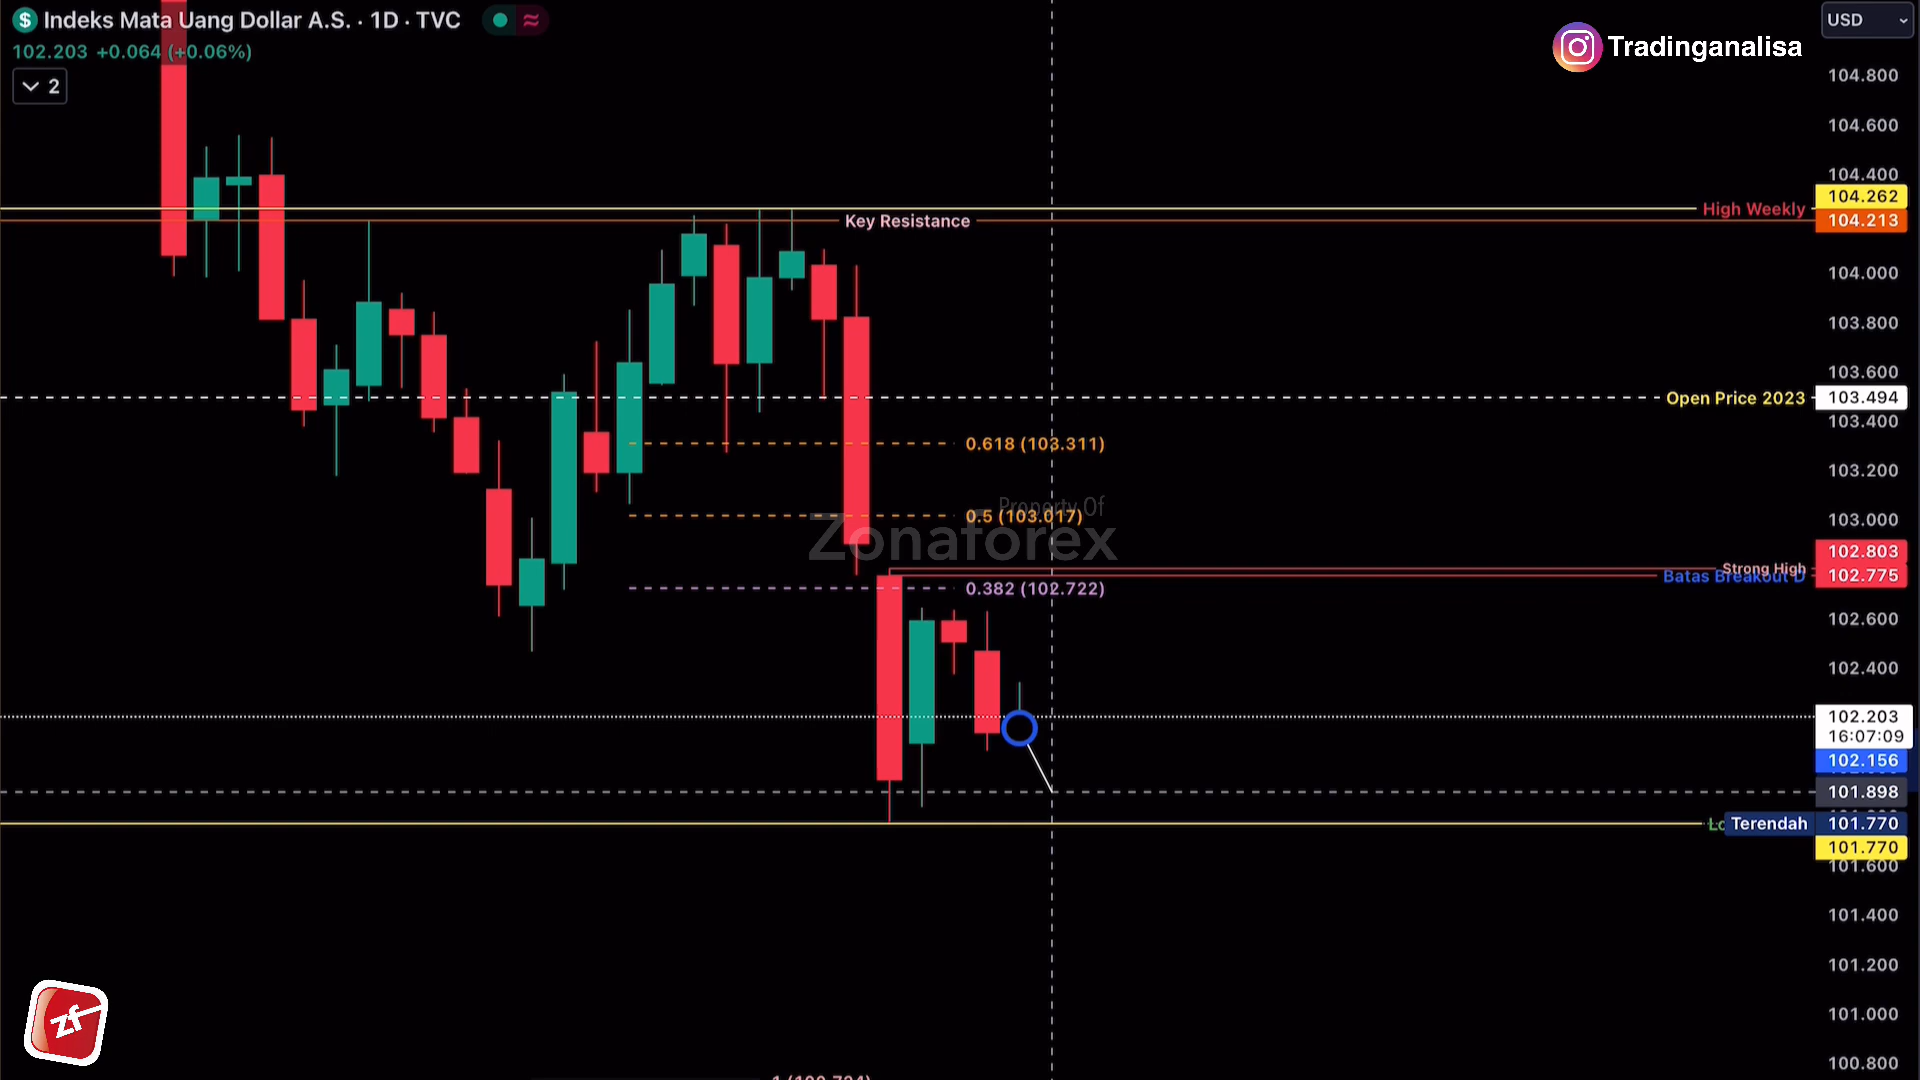 Indeks Mata Uang Dollar A.S. · 1D · TVC
102.203 +0.064 (+0.06%)
2
Tradinganalisa
USD
104.800
104.600
104.400
High Weekly 104.262
Key Resistance 104.213
104.000
103.800
103.600
Open Price 2023 103.494
103.400
0.618 (103.311)
103.200
Property Of
0.5 (103.017)
Zonaforex
103.000
102.803
Strong High
Batas Breakout D 102.775
0.382 (102.722)
102.600
102.400
102.203
16:07:09
102.156
101.898
Terendah 101.770
101.770
101.600
101.400
101.200
101.000
100.800
zf